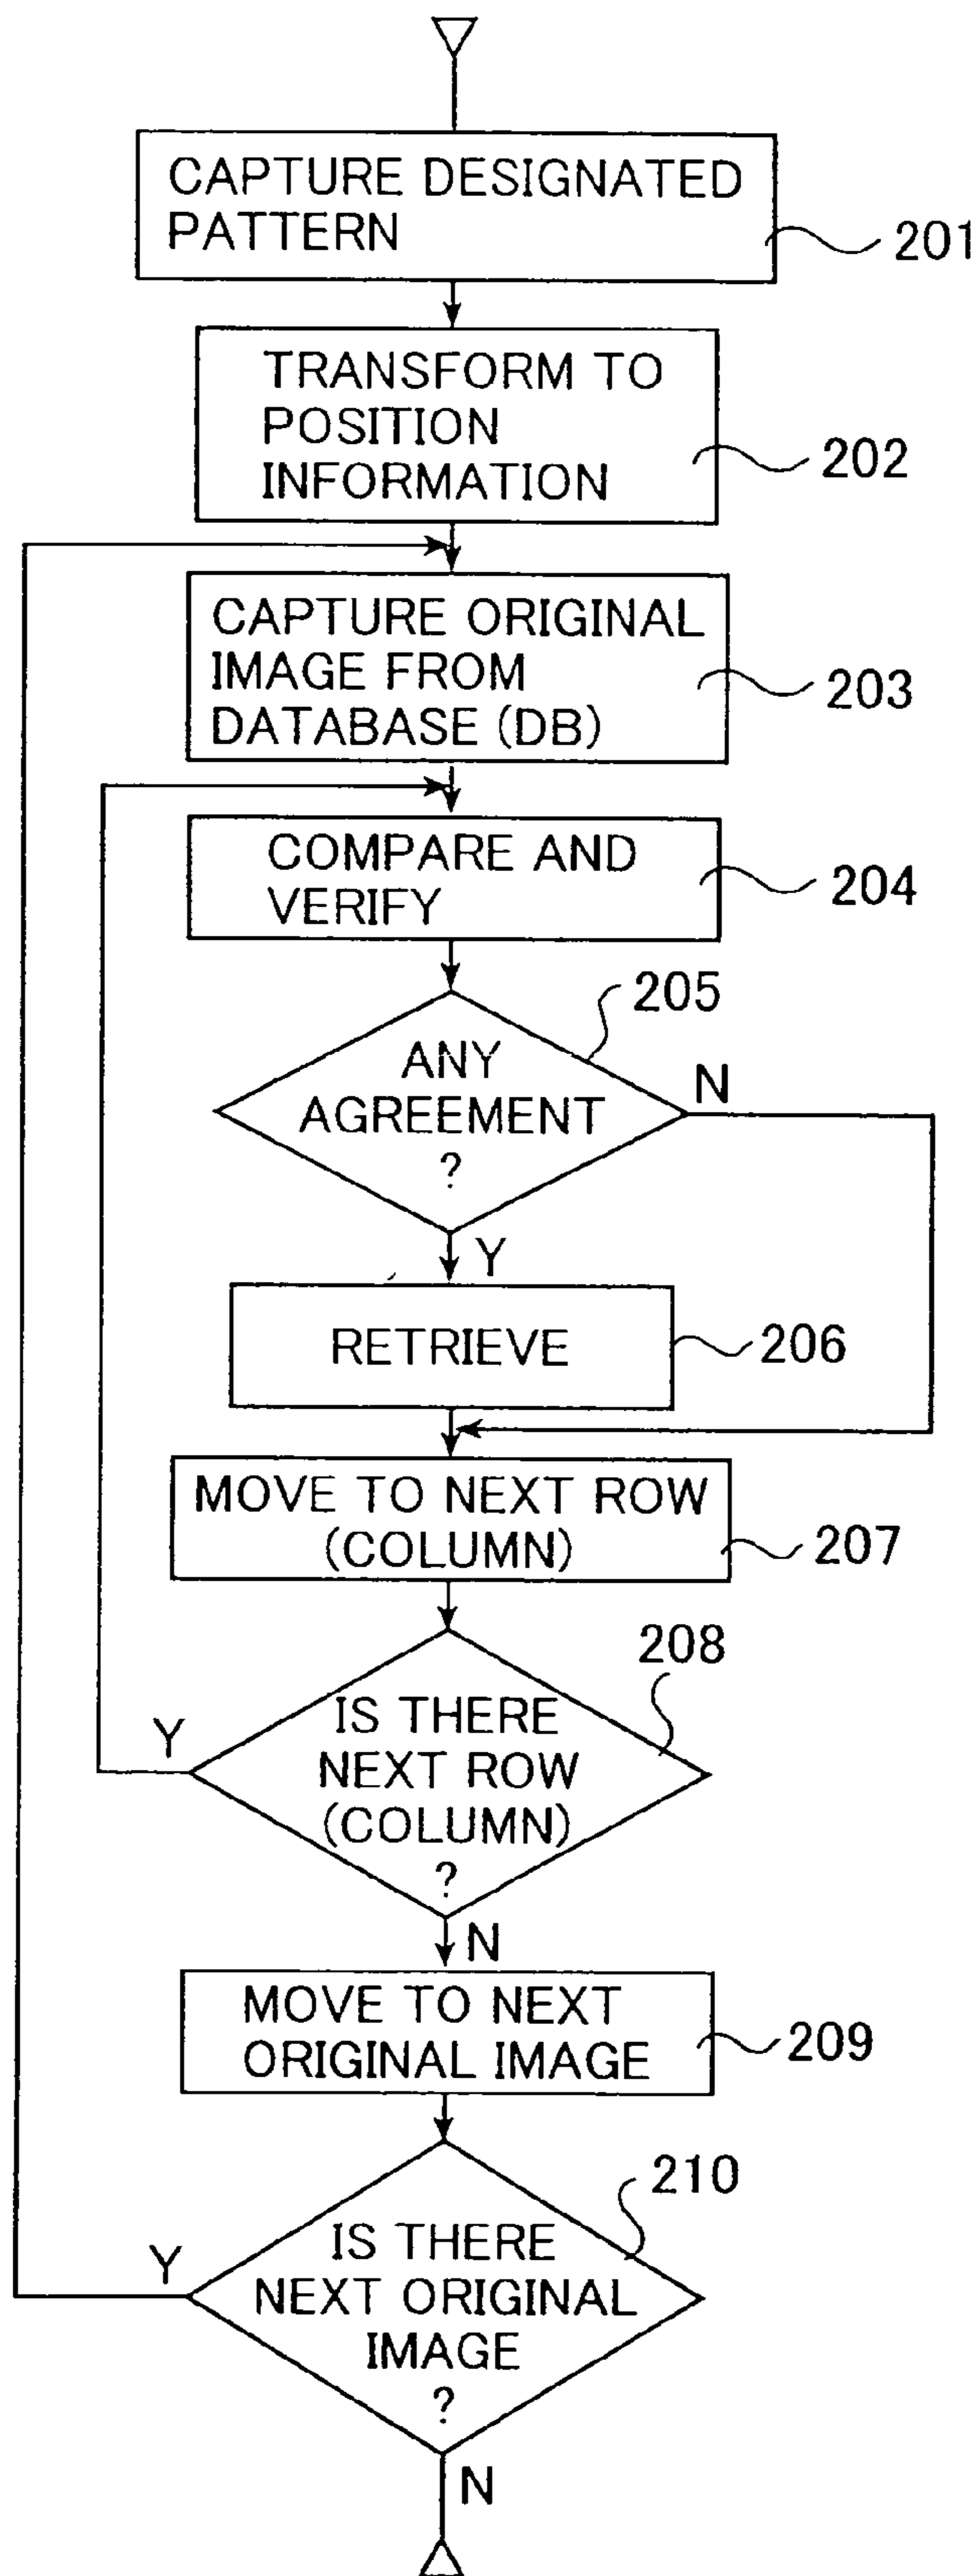 CAPTURE DESIGNATED
PATTERN
201
TRANSFORM TO
POSITION
INFORMATION
202
CAPTURE ORIGINAL
IMAGE FROM
DATABASE (DB)
203
COMPARE AND
VERIFY
204
205
ANY
AGREEMENT
?
N
Y
RETRIEVE
206
MOVE TO NEXT ROW
(COLUMN)
207
208
IS THERE
NEXT ROW
(COLUMN)
?
Y
N
MOVE TO NEXT
ORIGINAL IMAGE
209
210
IS THERE
NEXT ORIGINAL
IMAGE
?
Y
N